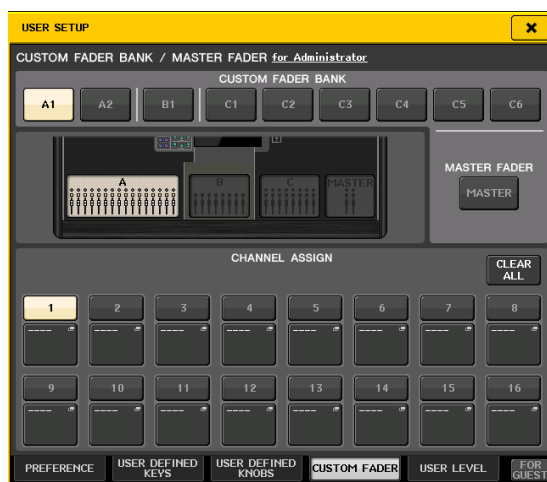 USER SETUP
CUSTOM FADER BANK / MASTER FADER for Administrator
CUSTOM FADER BANK
A1 A2 B1 C1 C2 C3 C4 C5 C6
A B C MASTER
MASTER FADER
MASTER
CHANNEL ASSIGN
CLEAR ALL
1 2 3 4 5 6 7 8
---- ---- ---- ---- ---- ---- ---- ----
9 10 11 12 13 14 15 16
---- ---- ---- ---- ---- ---- ---- ----
PREFERENCE USER DEFINED KEYS USER DEFINED KNOBS CUSTOM FADER USER LEVEL FOR GUEST